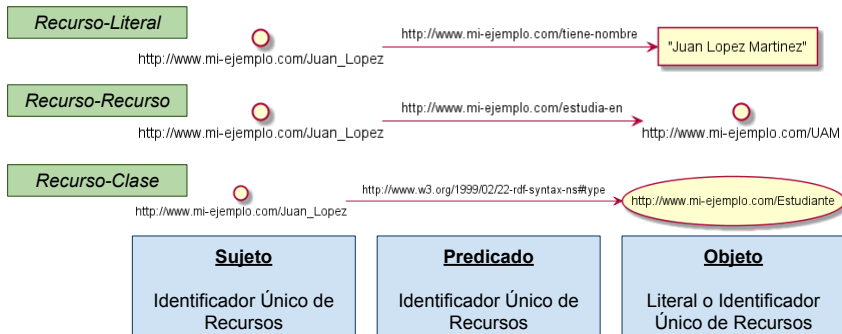 Recurso-Literal
http://www.mi-ejemplo.com/tiene-nombre
"Juan Lopez Martinez"
http://www.mi-ejemplo.com/Juan_Lopez
Recurso-Recurso
http://www.mi-ejemplo.com/estudia-en
http://www.mi-ejemplo.com/Juan_Lopez
http://www.mi-ejemplo.com/UAM
Recurso-Clase
http://www.w3.org/1999/02/22-rdf-syntax-ns#type
http://www.mi-ejemplo.com/Estudiante
http://www.mi-ejemplo.com/Juan_Lopez
Sujeto
Identificador Único de
Recursos
Predicado
Identificador Único de
Recursos
Objeto
Literal o Identificador
Único de Recursos